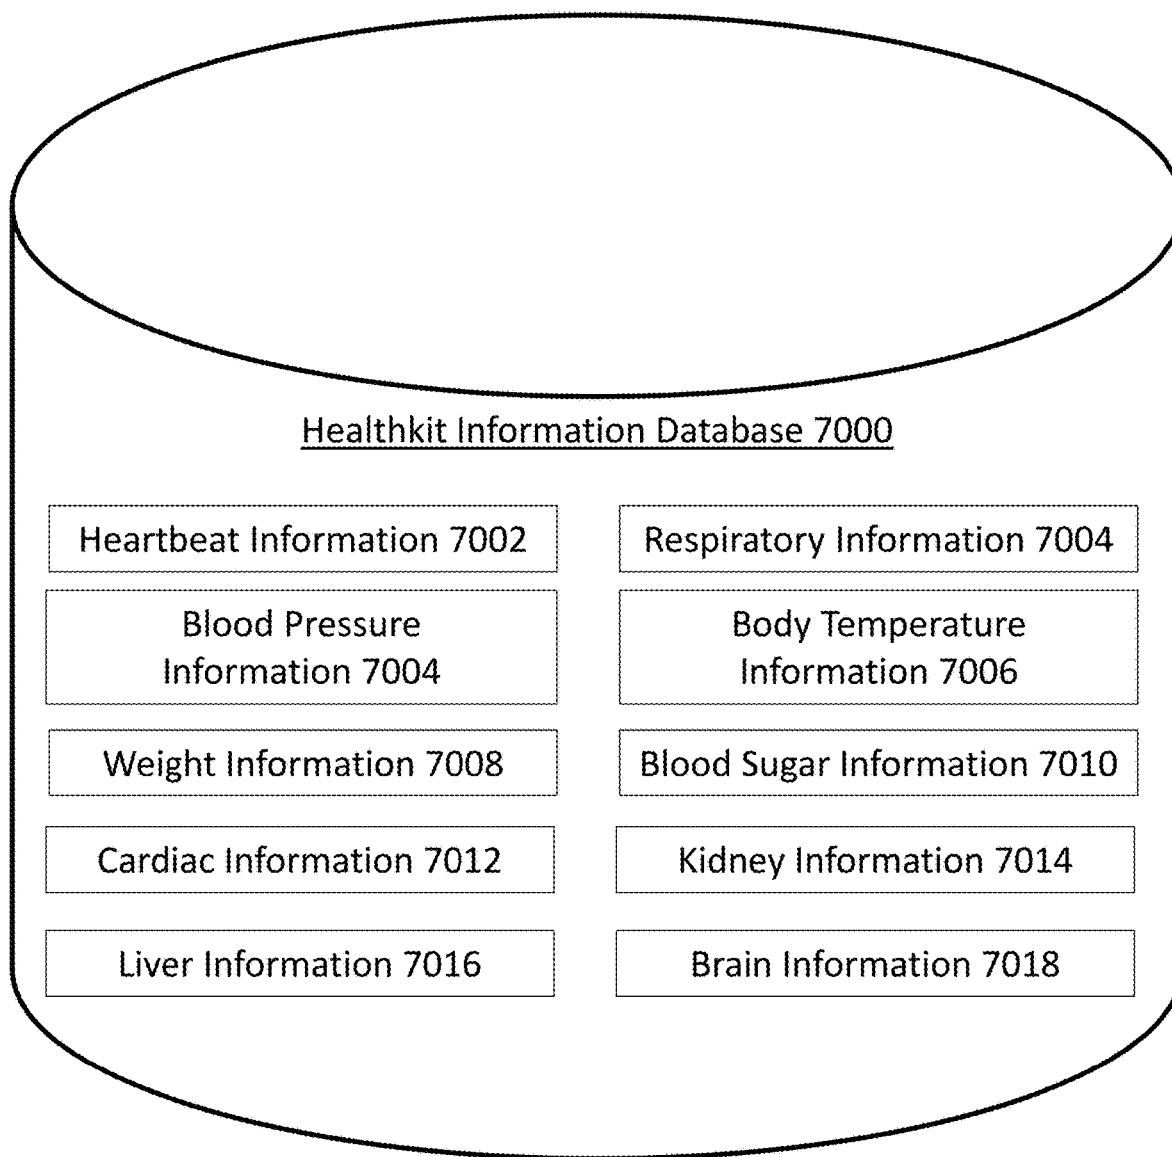 Healthkit Information Database 7000
Heartbeat Information 7002
Respiratory Information 7004
Blood Pressure
Information 7004
Body Temperature
Information 7006
Weight Information 7008
Blood Sugar Information 7010
Cardiac Information 7012
Kidney Information 7014
Liver Information 7016
Brain Information 7018